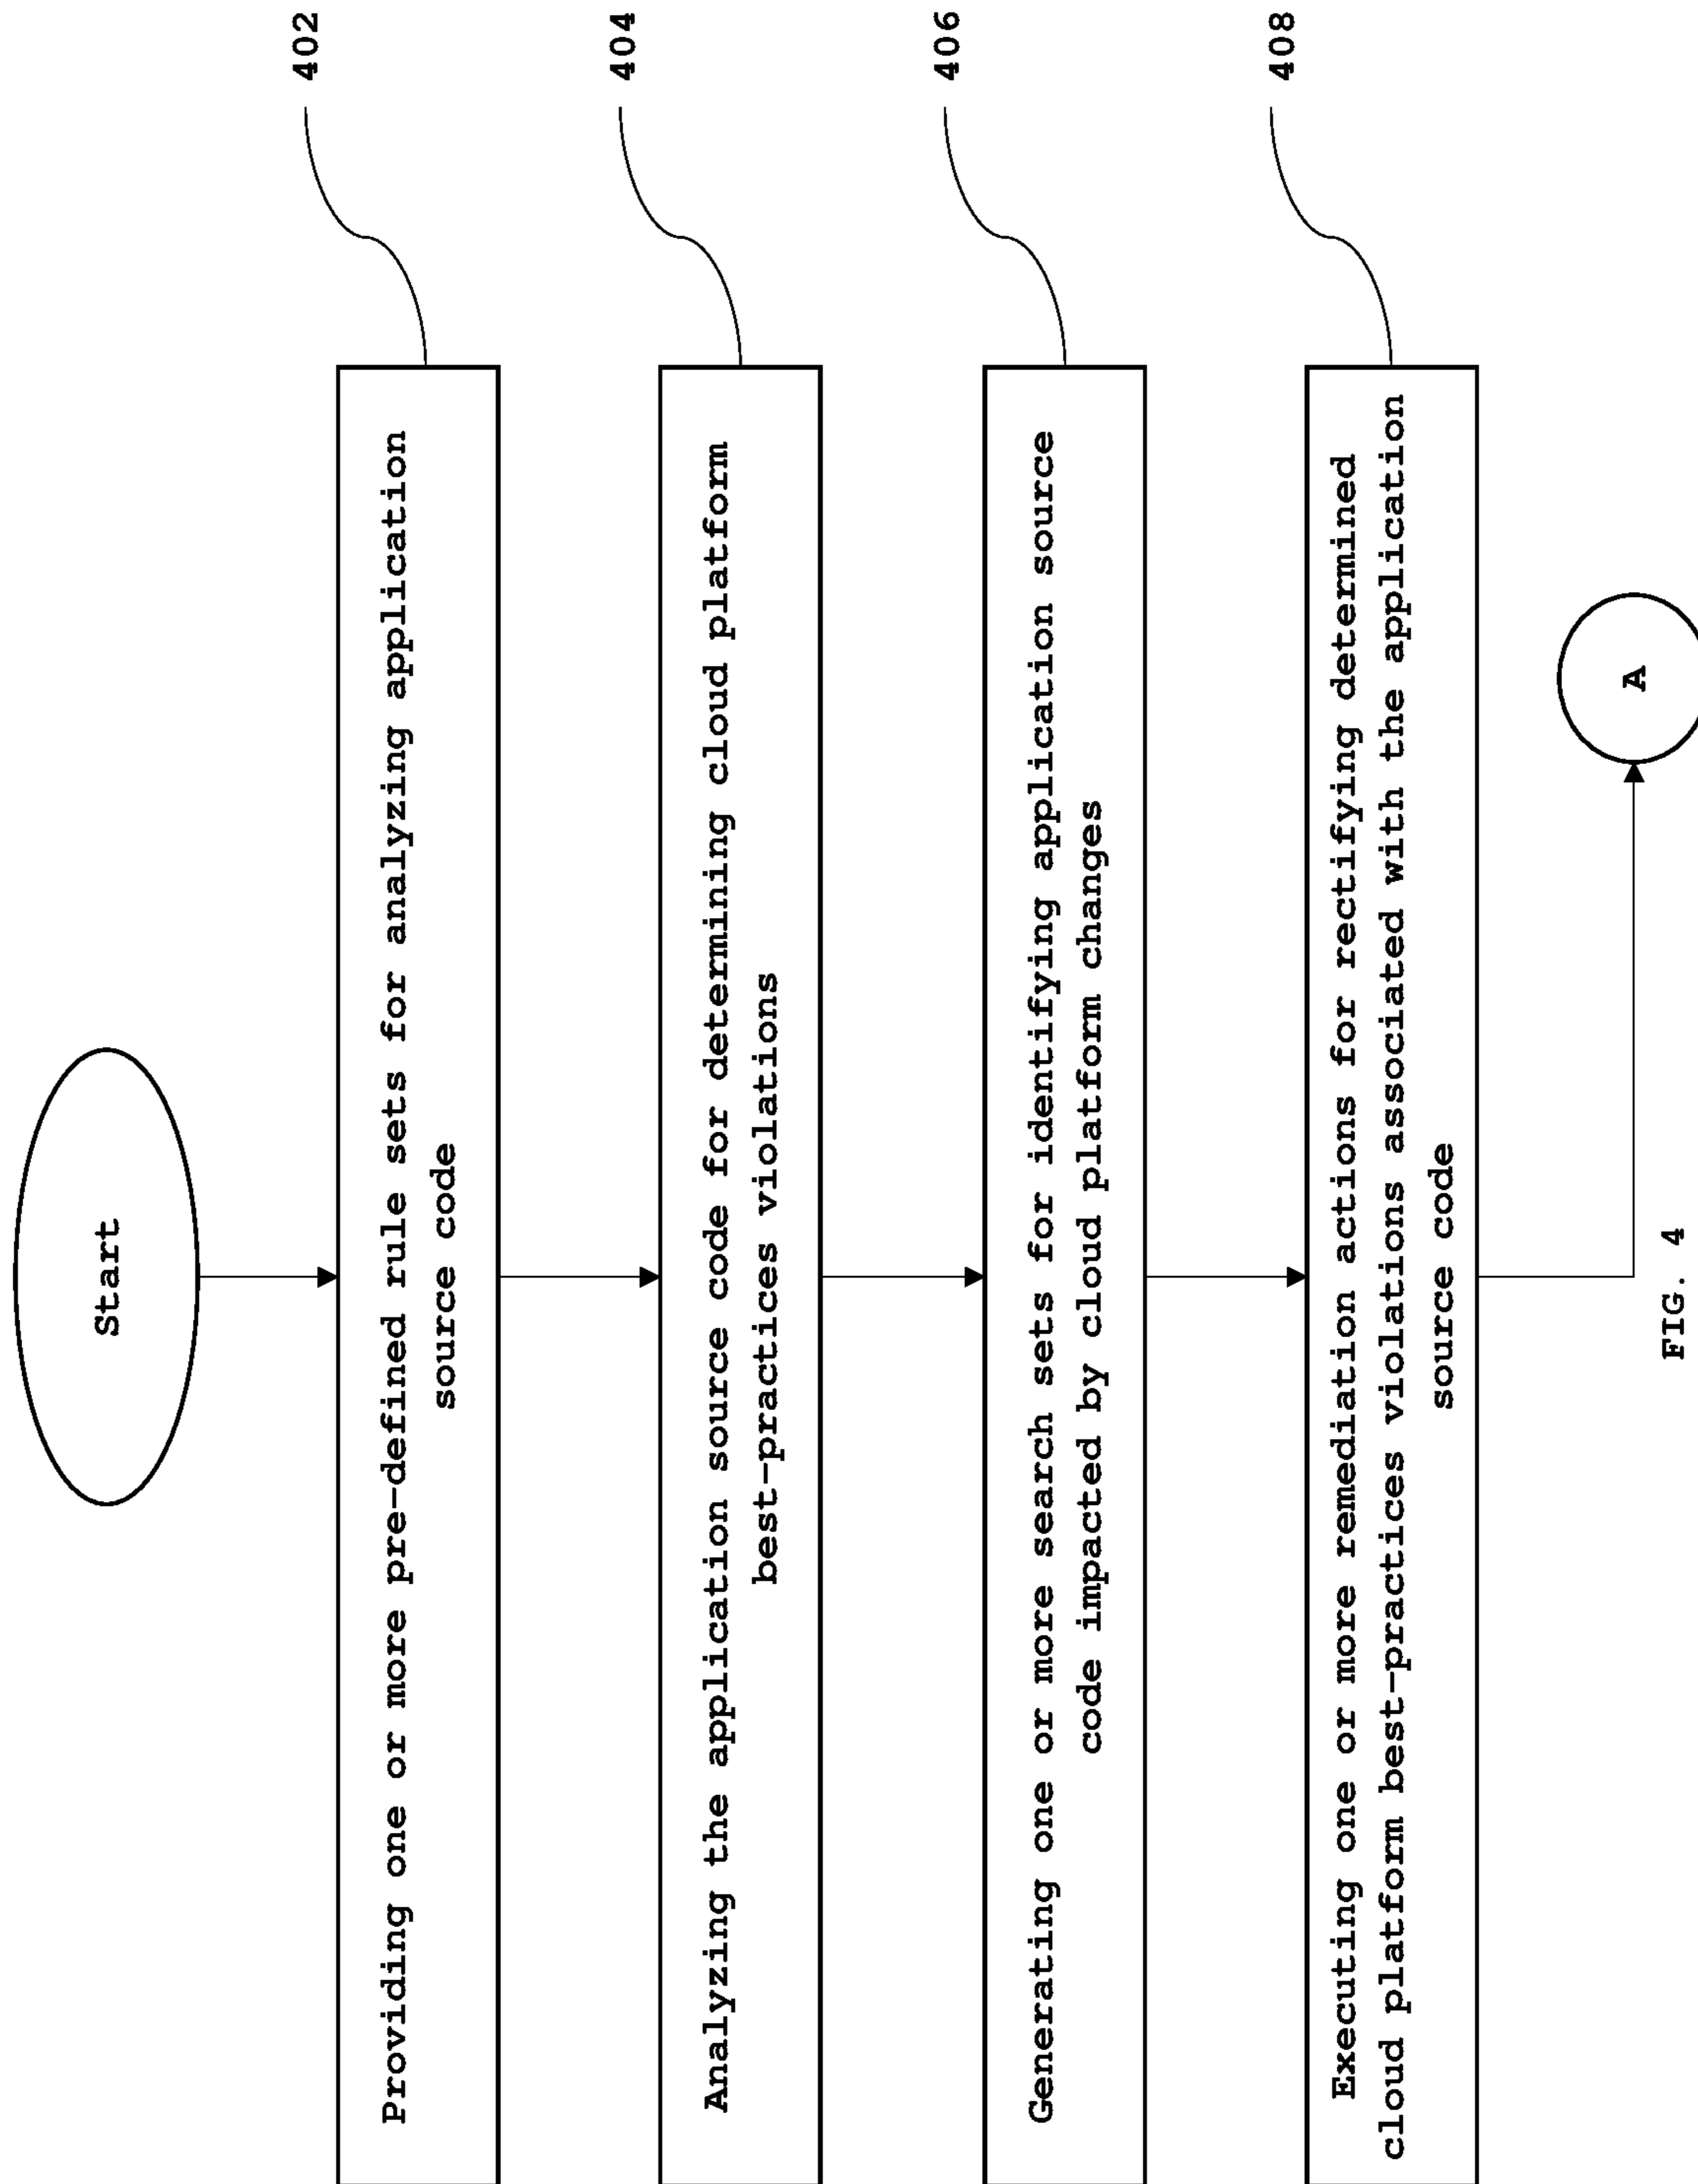 Start
402
Providing one or more pre-defined rule sets for analyzing application
source code
404
Analyzing the application source code for determining cloud platform
best-practices violations
406
Generating one or more search sets for identifying application source
code impacted by cloud platform changes
408
Executing one or more remediation actions for rectifying determined
cloud platform best-practices violations associated with the application
source code
A
FIG. 4